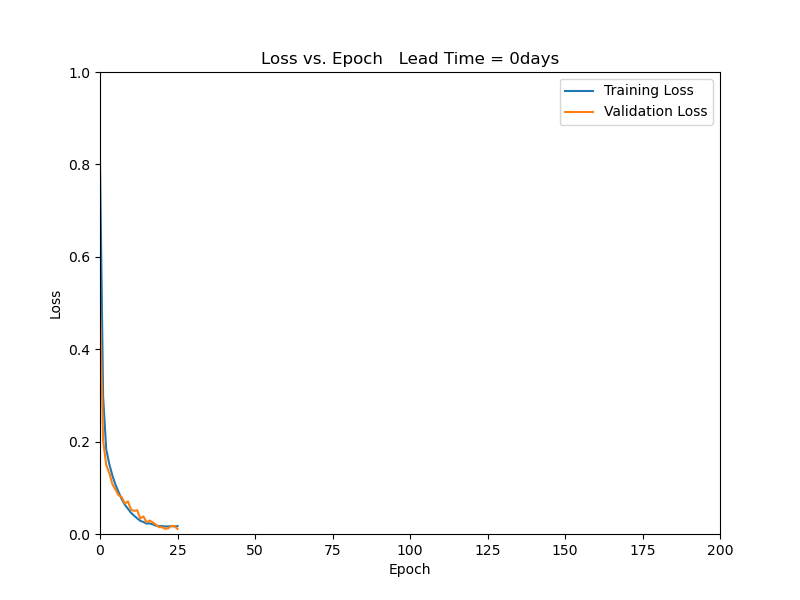 Loss vs. Epoch   Lead Time = 0days
Training Loss
Validation Loss
1.0
0.8
0.6
0.4
0.2
0.0
Loss
0 25 50 75 100 125 150 175 200
Epoch